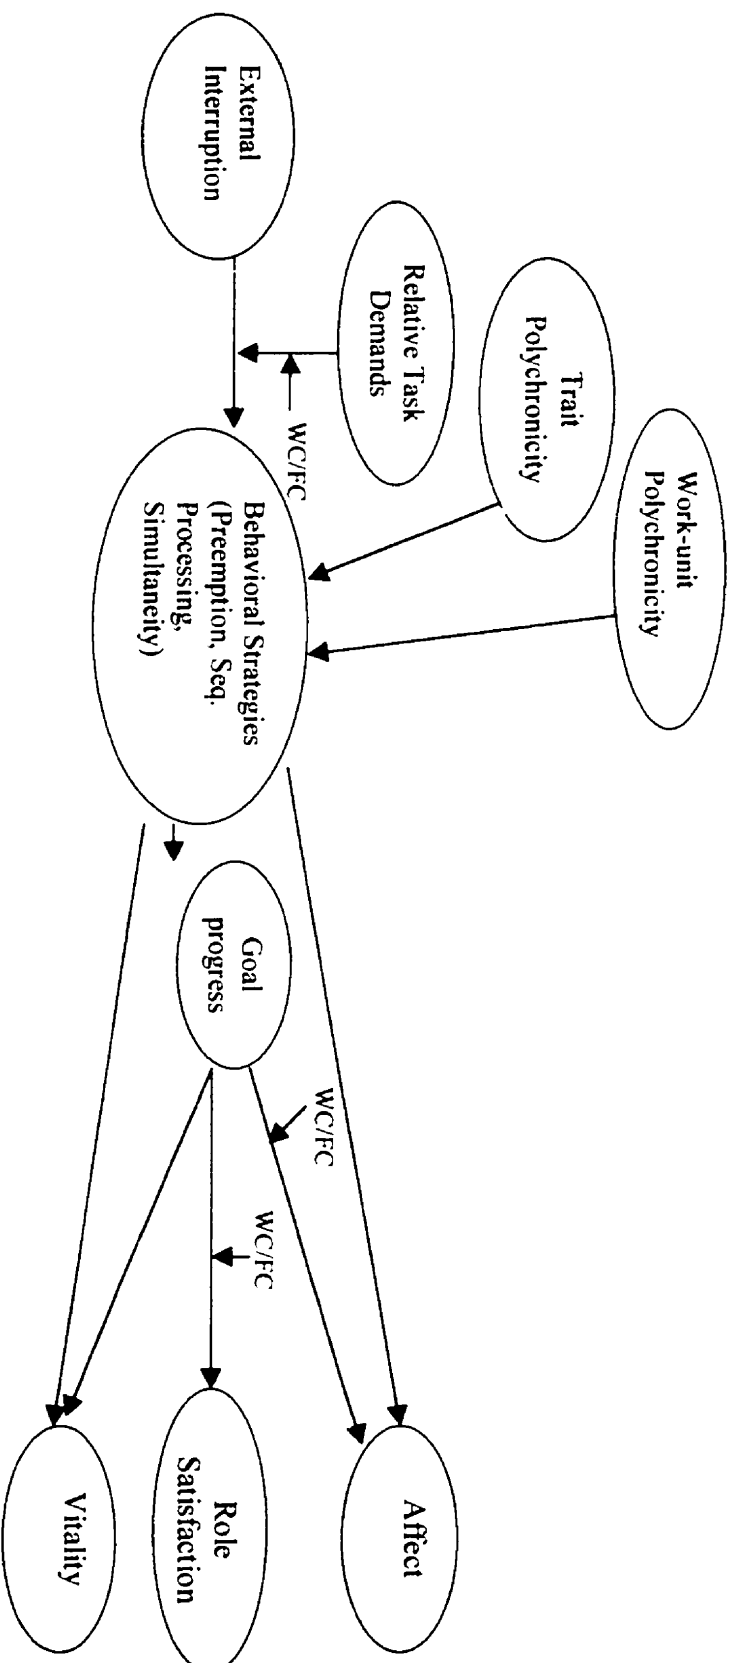 Work-unit
Polychronicity
Trait
Polychronicity
Relative Task
Demands
External
Interruption
WC/FC
Behavioral Strategies
(Preemption, Seq.
Processing,
Simultaneity)
Goal
progress
WC/FC
WC/FC
Affect
Role
Satisfaction
Vitality